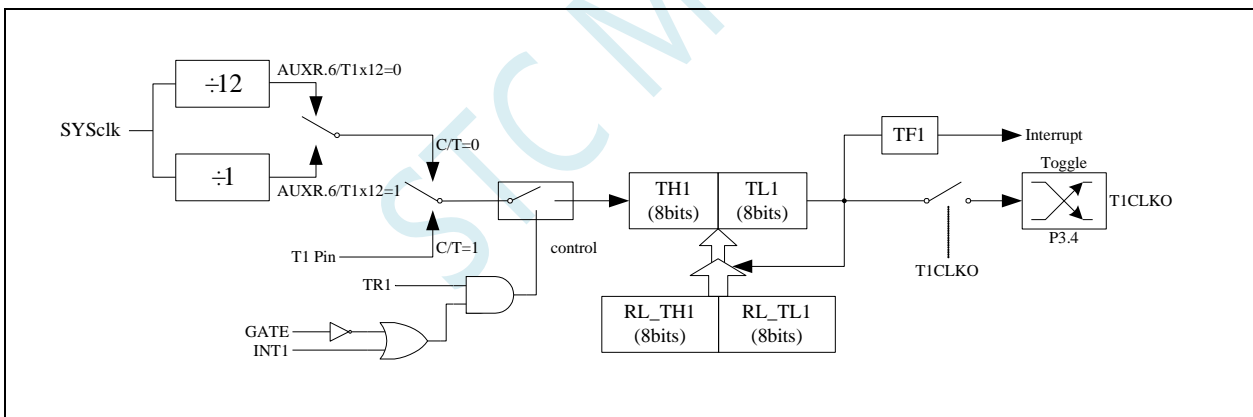 ÷12
AUXR.6/T1x12=0
SYSclk
÷1
AUXR.6/T1x12=1
C/T=0
C/T=1
T1 Pin
control
TR1
GATE
INT1
TH1
(8bits)
TL1
(8bits)
RL_TH1
(8bits)
RL_TL1
(8bits)
TF1
Interrupt
Toggle
T1CLKO
P3.4
T1CLKO
STC M